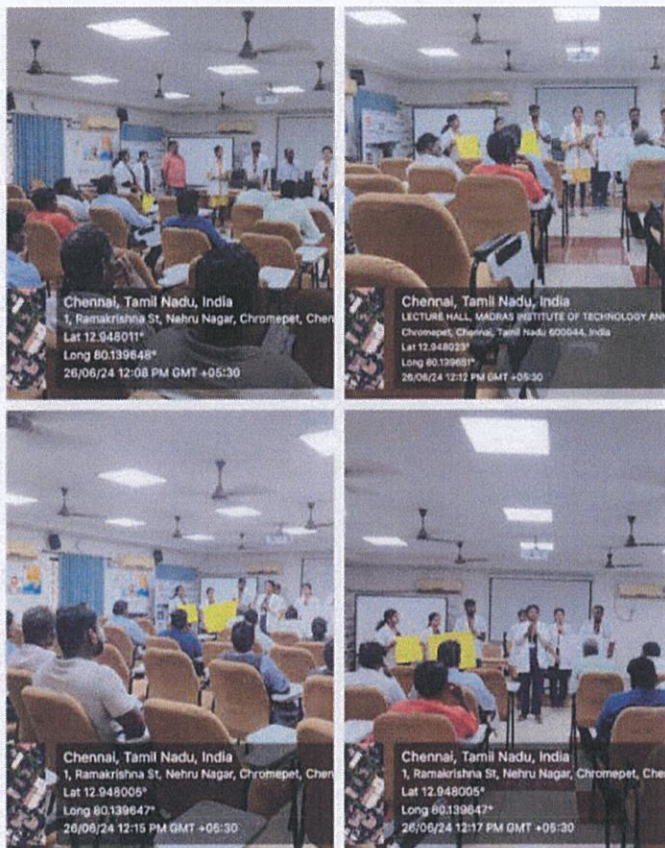 Chennai, Tamil Nadu, India
1, Ramakrishna St, Nehru Nagar, Chromepet, Chen
Lat 12.948011°
Long 80.139648°
26/06/24 12:08 PM GMT +05:30
Chennai, Tamil Nadu, India
LECTURE HALL, MADRAS INSTITUTE OF TECHNOLOGY ANN
Chromepet, Chennai, Tamil Nadu 600044, India
Lat 12.948023°
Long 80.139651°
26/06/24 12:12 PM GMT +05:30
Chennai, Tamil Nadu, India
1, Ramakrishna St, Nehru Nagar, Chromepet, Chen
Lat 12.948005°
Long 80.139647°
26/06/24 12:15 PM GMT +05:30
Chennai, Tamil Nadu, India
1, Ramakrishna St, Nehru Nagar, Chromepet, Che
Lat 12.948005°
Long 80.139647°
26/06/24 12:17 PM GMT +05:30